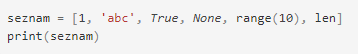 seznam = [1, 'abc', True, None, range(10), len]
print(seznam)